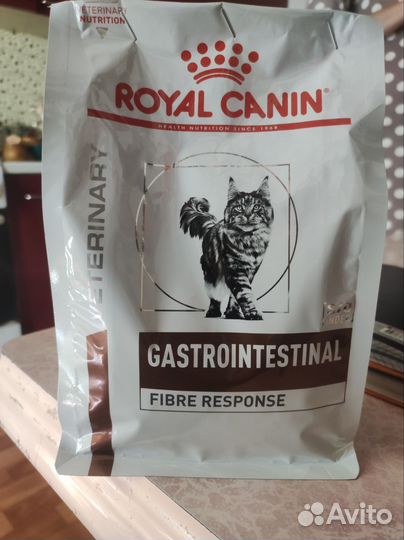 VETERINARY
NUTRITION
ROYAL CANIN
HEALTH NUTRITION SINCE 1968
VETERINARY
GASTROINTESTINAL
FIBRE RESPONSE
Avito